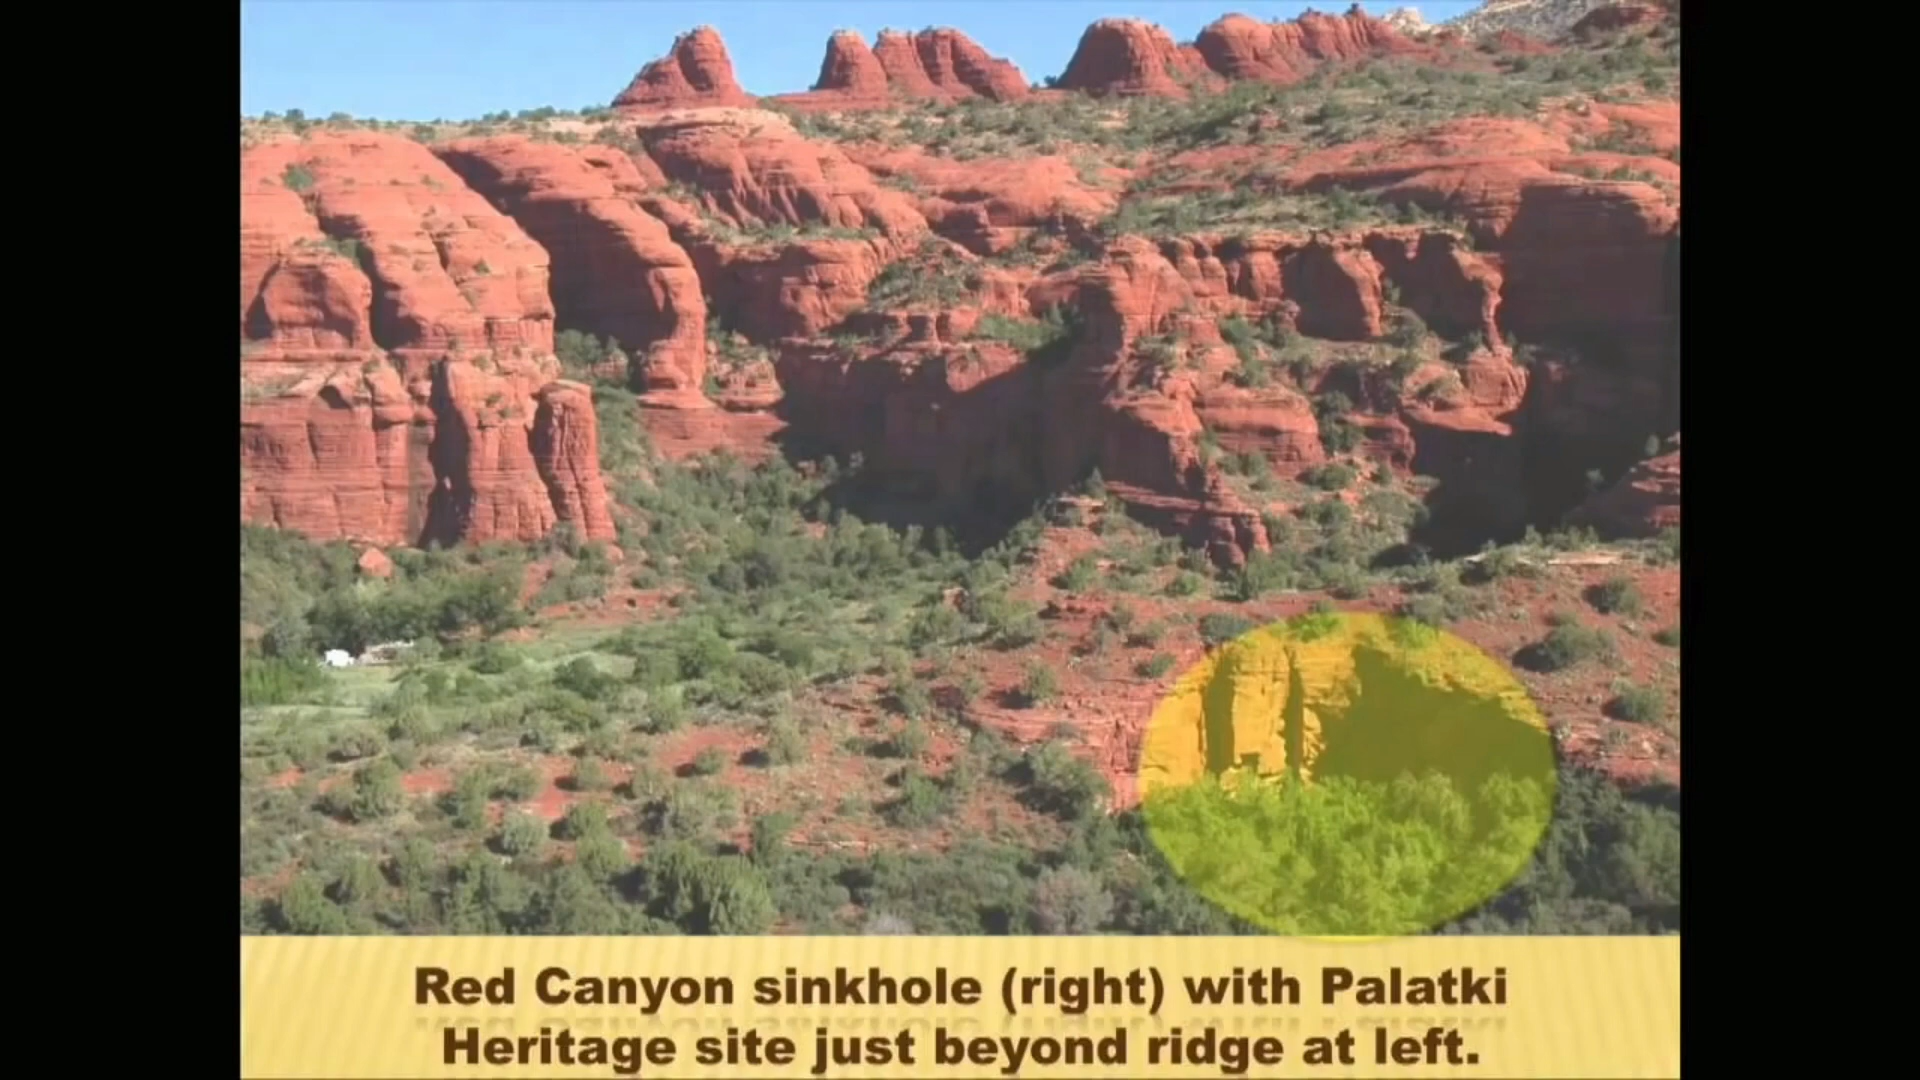 Red Canyon sinkhole (right) with Palatki
Heritage site just beyond ridge at left.